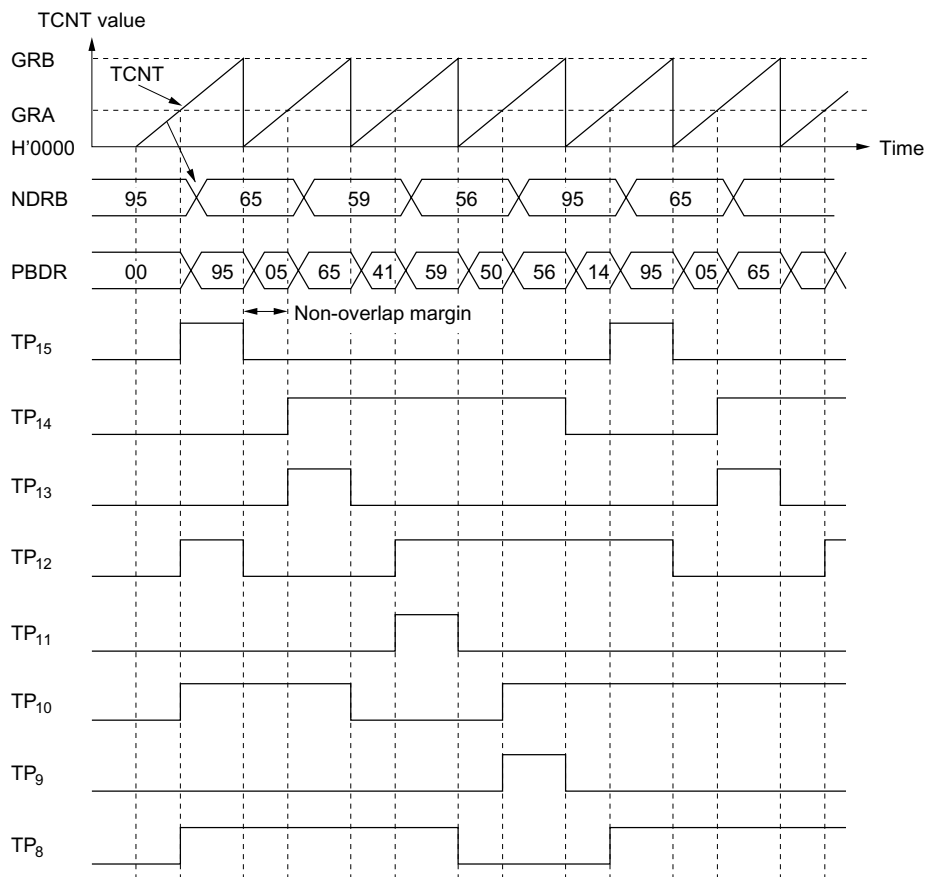 TCNT value
GRB
TCNT
GRA
H'0000
Time
NDRB 95 65 59 56 95 65
PBDR 00 95 05 65 41 59 50 56 14 95 05 65
Non-overlap margin
TP15
TP14
TP13
TP12
TP11
TP10
TP9
TP8